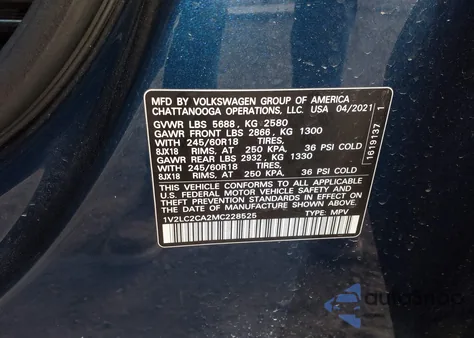 MFD BY VOLKSWAGEN GROUP OF AMERICA
CHATTANOOGA OPERATIONS, LLC. USA 04/2021
GVWR LBS 5688, KG 2580
GAWR FRONT LBS 2866, KG 1300
WITH 245/60R18 TIRES,
8JX18 RIMS, AT 250 KPA, 36 PSI COLD
GAWR REAR LBS 2932, KG 1330
WITH 245/60R18 TIRES,
8JX18 RIMS, AT 250 KPA, 36 PSI COLD
THIS VEHICLE CONFORMS TO ALL APPLICABLE
U.S. FEDERAL MOTOR VEHICLE SAFETY AND
THEFT PREVENTION STANDARDS IN EFFECT ON
THE DATE OF MANUFACTURE SHOWN ABOVE
1V2LC2CA2MC228525 TYPE: MPV
1619137 1